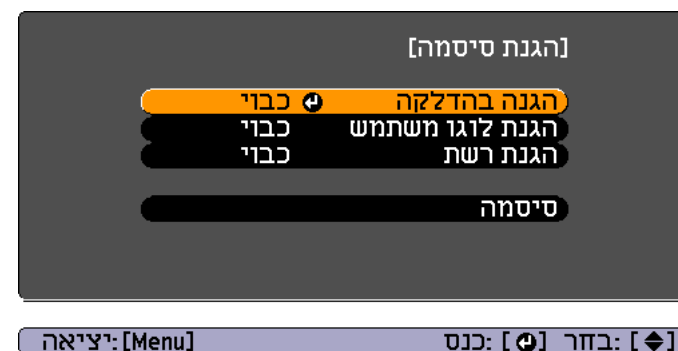 [הגנת סיסמה]
הגנה בהדלקה כבוי
הגנת לוגו משתמש כבוי
הגנת רשת כבוי
סיסמה
[◆] :בחר [↵] :כנס [Menu] :יציאה